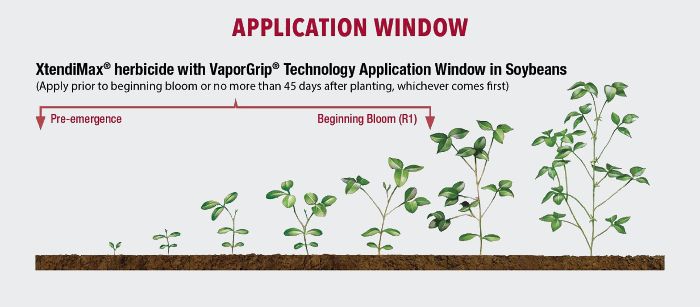 APPLICATION WINDOW
XtendiMax® herbicide with VaporGrip® Technology Application Window in Soybeans
(Apply prior to beginning bloom or no more than 45 days after planting, whichever comes first)
Pre-emergence
Beginning Bloom (R1)